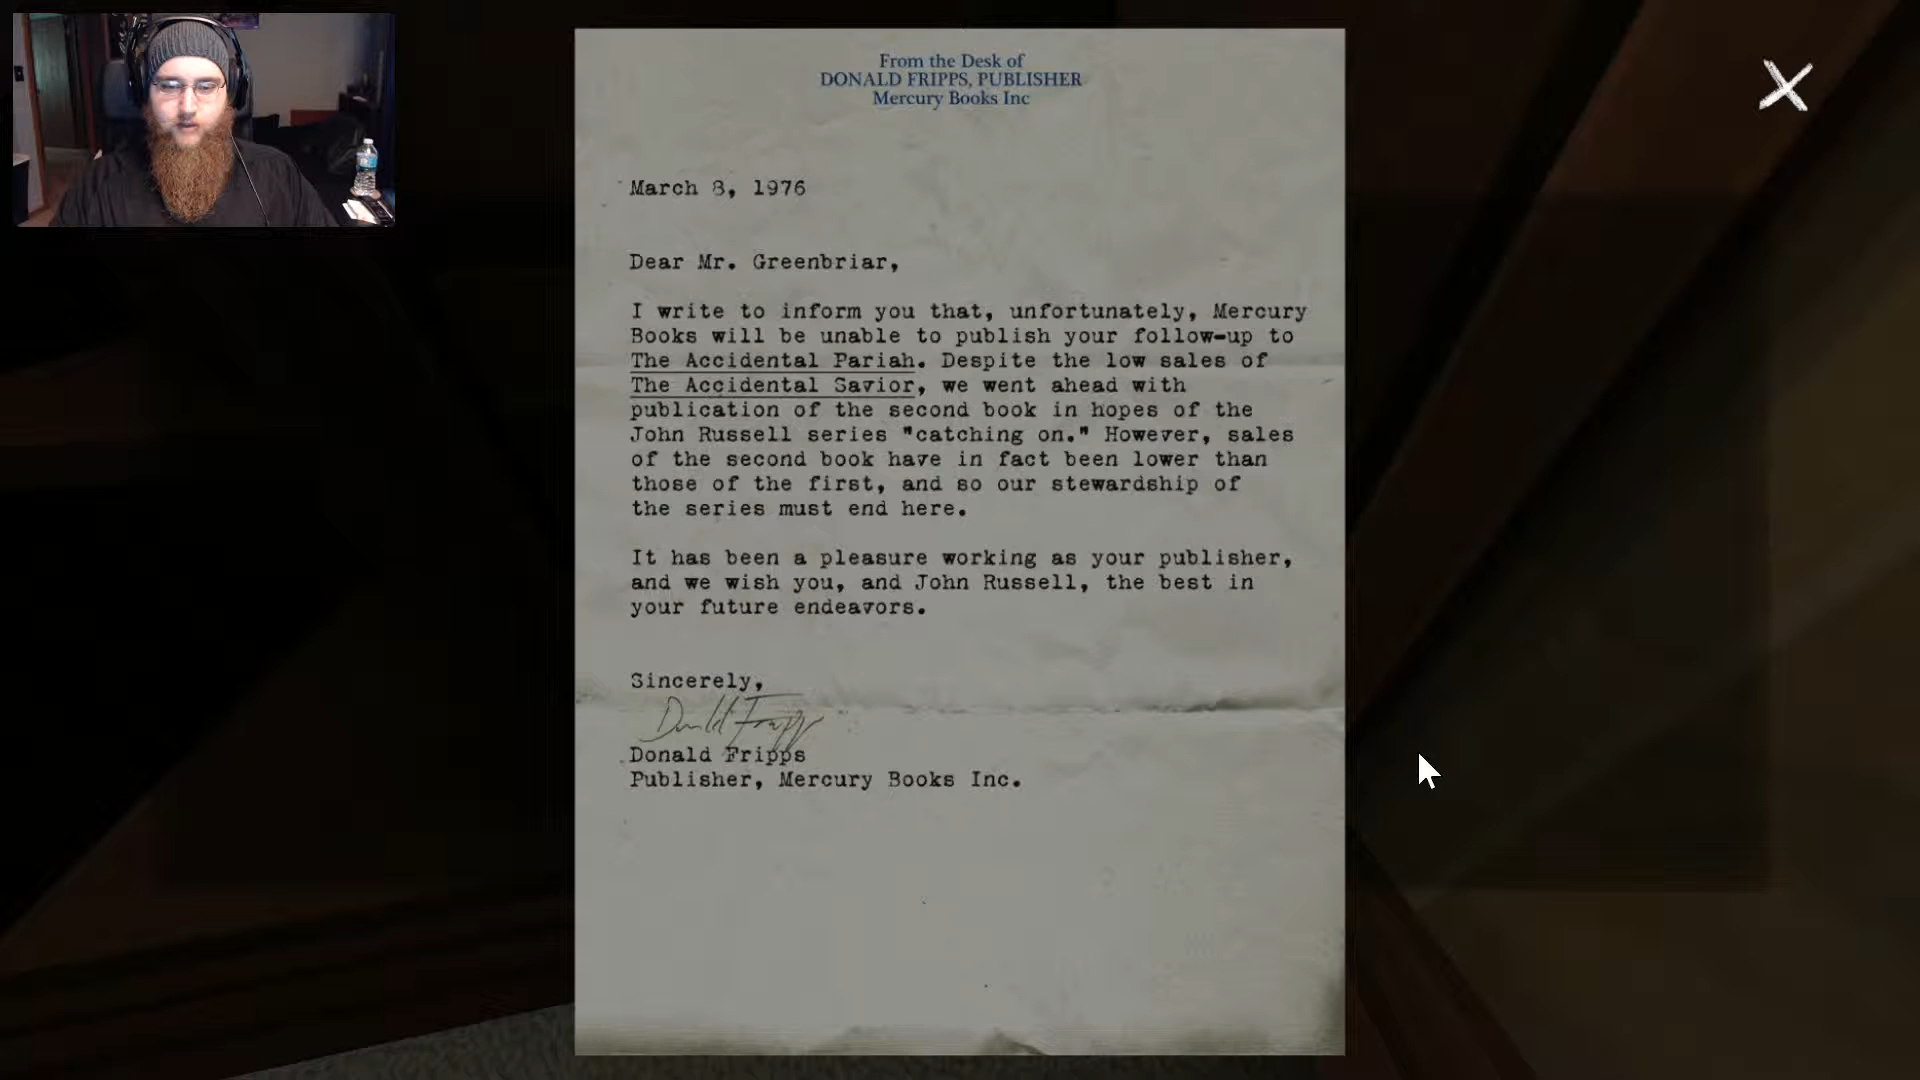 From the Desk of
DONALD FRIPPS, PUBLISHER
Mercury Books Inc
March 8, 1976
Dear Mr. Greenbriar,
I write to inform you that, unfortunately, Mercury
Books will be unable to publish your follow-up to
The Accidental Pariah. Despite the low sales of
The Accidental Savior, we went ahead with
publication of the second book in hopes of the
John Russell series "catching on." However, sales
of the second book have in fact been lower than
those of the first, and so our stewardship of
the series must end here.
It has been a pleasure working as your publisher,
and we wish you, and John Russell, the best in
your future endeavors.
Sincerely,
Donald Fripps
Donald Fripps
Publisher, Mercury Books Inc.